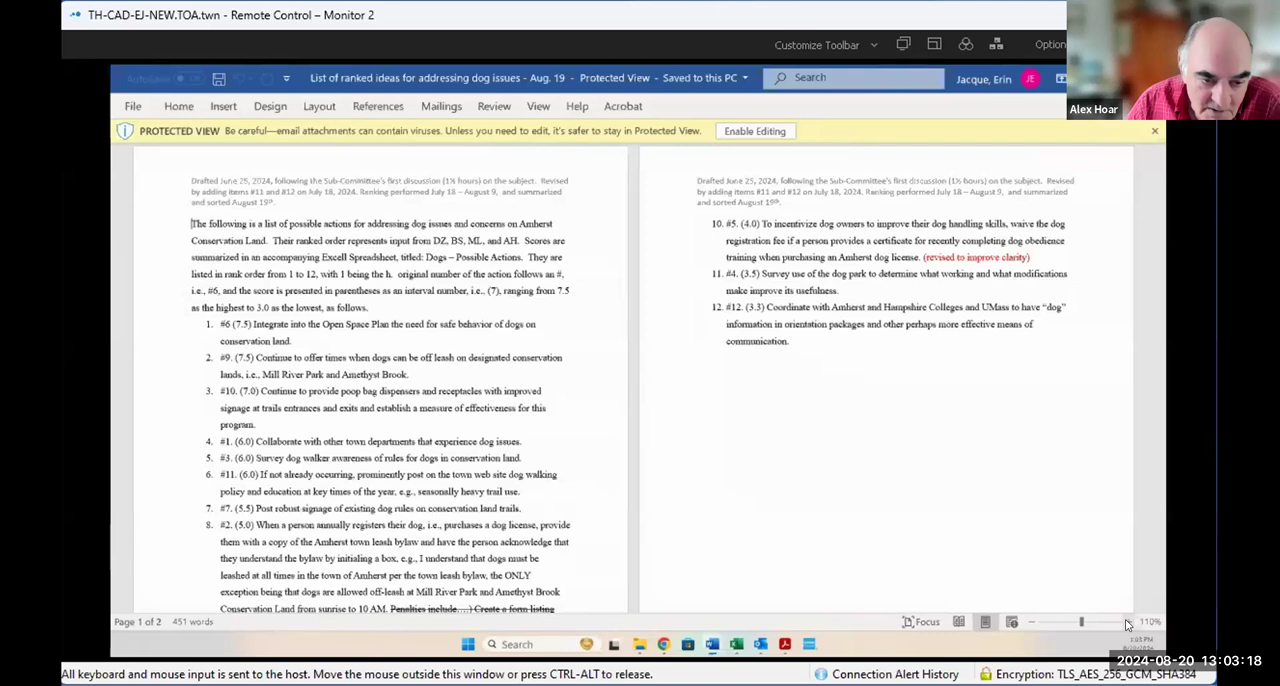 TH-CAD-EJ-NEW.TOA.twn - Remote Control – Monitor 2
Customize Toolbar
Option
List of ranked ideas for addressing dog issues - Aug. 19 - Protected View • Saved to this PC
Search
Jacque, Erin
JE
Alex Hoar
File Home Insert Design Layout References Mailings Review View Help Acrobat
PROTECTED VIEW Be careful—email attachments can contain viruses. Unless you need to edit, it's safer to stay in Protected View. Enable Editing
Drafted June 25, 2024, following the Sub-Committee's first discussion (1½ hours) on the subject. Revised
by adding items #11 and #12 on July 18, 2024. Ranking performed July 18 – August 9, and summarized
and sorted August 19th.
The following is a list of possible actions for addressing dog issues and concerns on Amherst
Conservation Land. Their ranked order represents input from DZ, BS, ML, and AH. Scores are
summarized in an accompanying Excell Spreadsheet, titled: Dogs – Possible Actions. They are
listed in rank order from 1 to 12, with 1 being the h. original number of the action follows an #,
i.e., #6, and the score is presented in parentheses as an interval number, i.e., (7), ranging from 7.5
as the highest to 3.0 as the lowest, as follows.
1. #6 (7.5) Integrate into the Open Space Plan the need for safe behavior of dogs on
conservation land.
2. #9. (7.5) Continue to offer times when dogs can be off leash on designated conservation
lands, i.e., Mill River Park and Amethyst Brook.
3. #10. (7.0) Continue to provide poop bag dispensers and receptacles with improved
signage at trails entrances and exits and establish a measure of effectiveness for this
program.
4. #1. (6.0) Collaborate with other town departments that experience dog issues.
5. #3. (6.0) Survey dog walker awareness of rules for dogs in conservation land.
6. #11. (6.0) If not already occurring, prominently post on the town web site dog walking
policy and education at key times of the year, e.g., seasonally heavy trail use.
7. #7. (5.5) Post robust signage of existing dog rules on conservation land trails.
8. #2. (5.0) When a person annually registers their dog, i.e., purchases a dog license, provide
them with a copy of the Amherst town leash bylaw and have the person acknowledge that
they understand the bylaw by initialing a box, e.g., I understand that dogs must be
leashed at all times in the town of Amherst per the town leash bylaw, the ONLY
exception being that dogs are allowed off-leash at Mill River Park and Amethyst Brook
Conservation Land from sunrise to 10 AM. Penalties include....) Create a form listing
Drafted June 25, 2024, following the Sub-Committee's first discussion (1½ hours) on the subject. Revised
by adding items #11 and #12 on July 18, 2024. Ranking performed July 18 – August 9, and summarized
and sorted August 19th.
10. #5. (4.0) To incentivize dog owners to improve their dog handling skills, waive the dog
registration fee if a person provides a certificate for recently completing dog obedience
training when purchasing an Amherst dog license. (revised to improve clarity)
11. #4. (3.5) Survey use of the dog park to determine what working and what modifications
make improve its usefulness.
12. #12. (3.3) Coordinate with Amherst and Hampshire Colleges and UMass to have “dog”
information in orientation packages and other perhaps more effective means of
communication.
Page 1 of 2 451 words
Focus
110%
Search
1:03 PM
2024-08-20 13:03:18
All keyboard and mouse input is sent to the host. Move the mouse outside this window or press CTRL-ALT to release.
Connection Alert History
Encryption: TLS_AES_256_GCM_SHA384